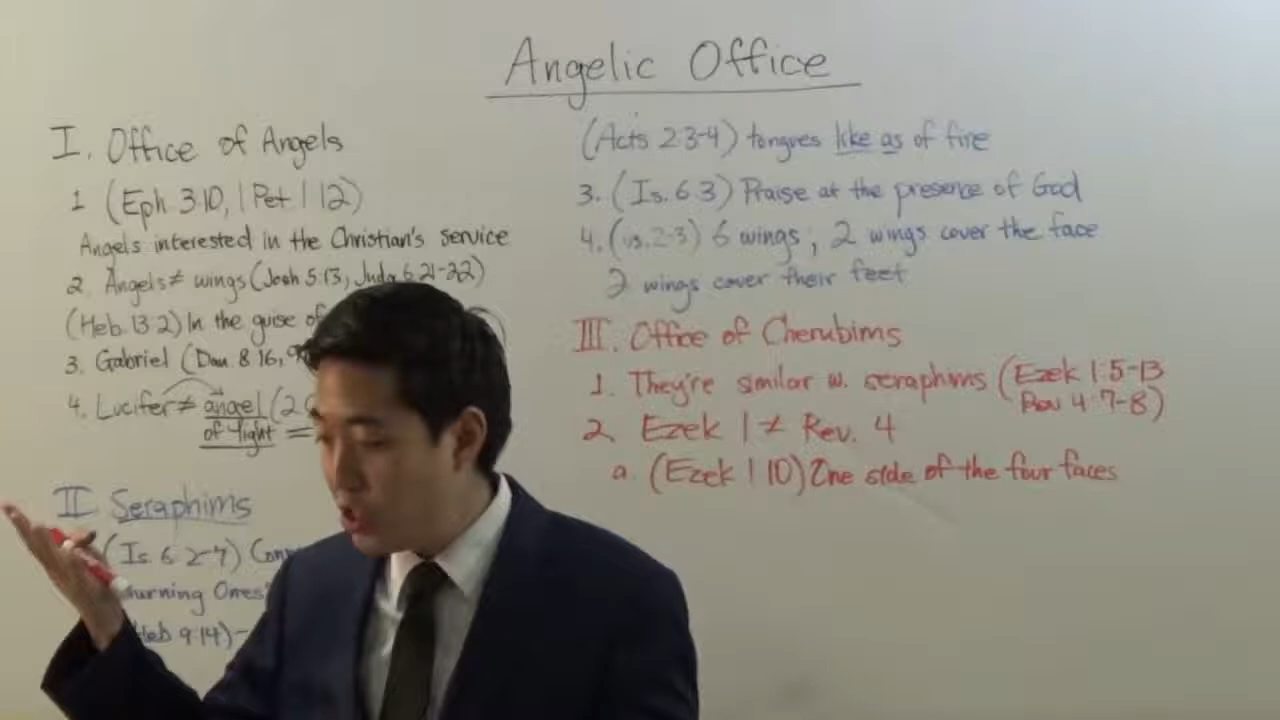 Angelic Office
I. Office of Angels
1 (Eph 3:10, 1 Pet 1 12)
Angels interested in the Christian's service
2. Angels ≠ wings (Josh 5:13, Judg 6 21-22)
(Heb. 13 2) In the guise of
3. Gabriel (Dan 8 16,
4. Lucifer ≠ angel (2
of light =
II Seraphims
(Is. 6 2-7)
Burning Ones
Heb 9:14) -
(Acts 2:3-4) tongues like as of fire
3. (Is. 6 3) Praise at the presence of God
4. (vs. 2-3) 6 wings, 2 wings cover the face
2 wings cover their feet
III. Office of Cherubims
1. They're similar w. seraphims (Ezek 1:5-13
Rev 4:7-8)
2. Ezek 1 ≠ Rev. 4
a. (Ezek 1 10) One side of the four faces